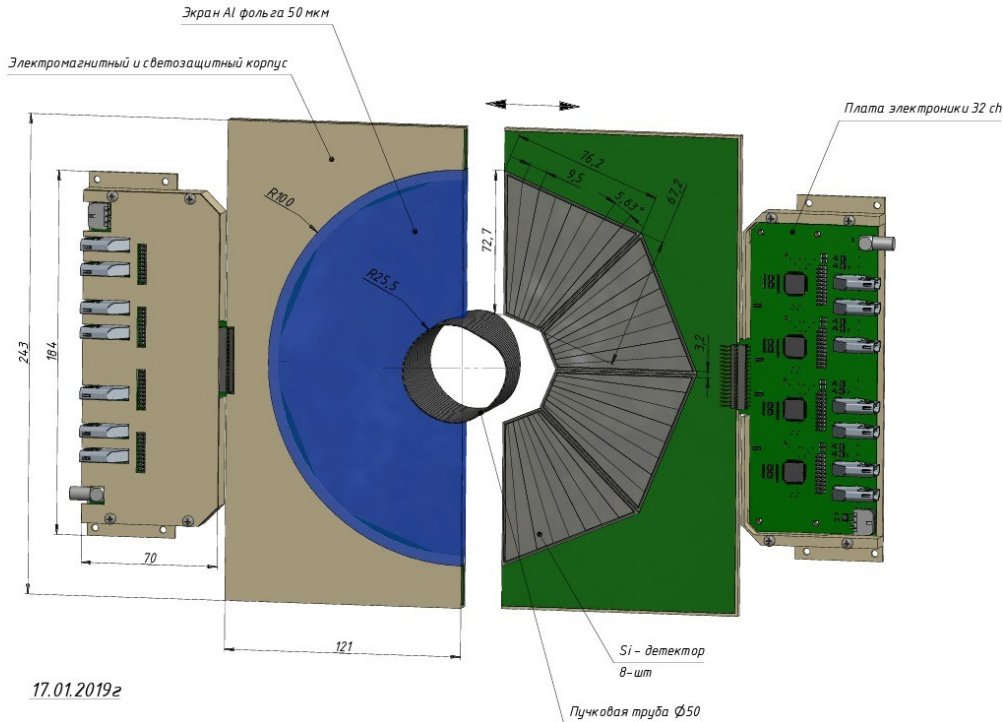 Экран Al фольга 50 мкм
Электромагнитный и светозащитный корпус
Плата электроники 32 ch
76,2
9,5
5,63°
67,2
R100
72,7
R25,5
3,2
243
184
70
121
Si - детектор
8-шт
17.01.2019г
Пучковая труба Ø50